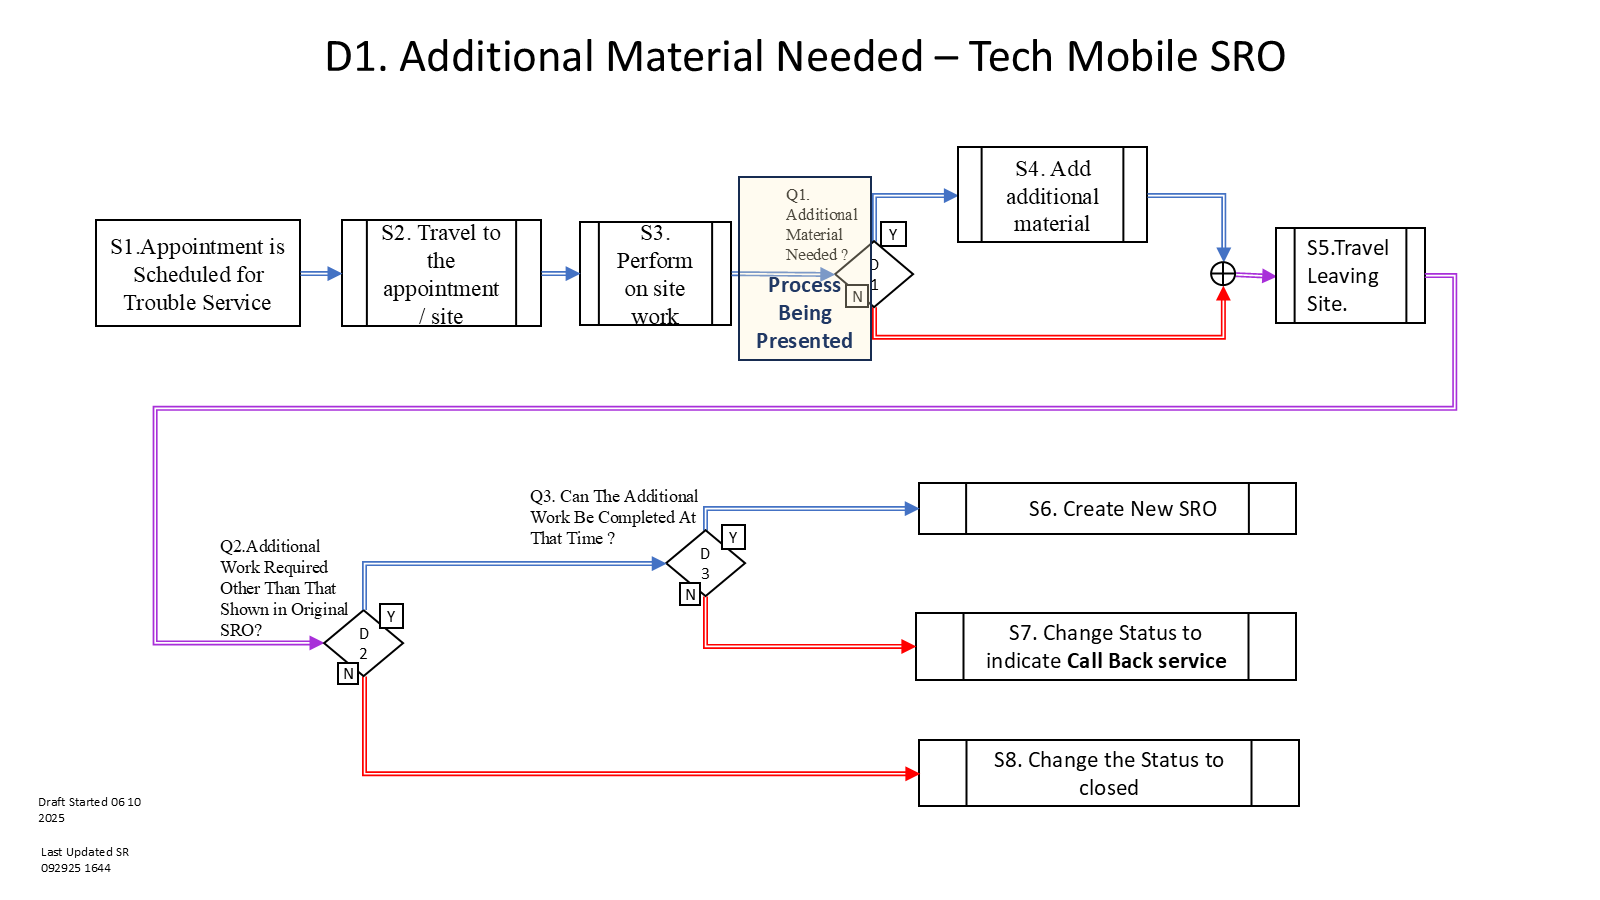 D1. Additional Material Needed – Tech Mobile SRO
S1.Appointment is
Scheduled for
Trouble Service
S2. Travel to
the
appointment
/ site
S3.
Perform
on site
work
Q1.
Additional
Material
Needed ?
Process
Being
Presented
D
1
Y
N
S4. Add
additional
material
S5.Travel
Leaving
Site.
Q2.Additional
Work Required
Other Than That
Shown in Original
SRO?
D
2
Y
N
Q3. Can The Additional
Work Be Completed At
That Time ?
D
3
Y
N
S6. Create New SRO
S7. Change Status to
indicate Call Back service
S8. Change the Status to
closed
Draft Started 06 10
2025
Last Updated SR
092925 1644